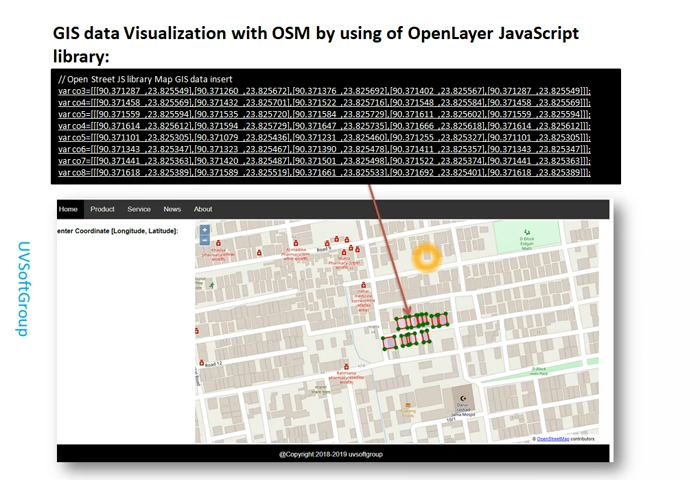 GIS data Visualization with OSM by using of OpenLayer JavaScript
library:
// Open Street JS library Map GIS data insert
var co3=[[[90.371287 ,23.825549],[90.371260 ,23.825672],[90.371376 ,23.825692],[90.371402 ,23.825567],[90.371287 ,23.825549]]];
var co4=[[[90.371458 ,23.825569],[90.371432 ,23.825701],[90.371522 ,23.825716],[90.371548 ,23.825584],[90.371458 ,23.825569]]];
var co5=[[[90.371559 ,23.825594],[90.371535 ,23.825720],[90.371584 ,23.825729],[90.371611 ,23.825602],[90.371559 ,23.825594]]];
var co4=[[[90.371614 ,23.825612],[90.371594 ,23.825729],[90.371647 ,23.825735],[90.371666 ,23.825618],[90.371614 ,23.825612]]];
var co5=[[[90.371101 ,23.825305],[90.371079 ,23.825436],[90.371231 ,23.825460],[90.371255 ,23.825327],[90.371101 ,23.825305]]];
var co6=[[[90.371343 ,23.825347],[90.371323 ,23.825467],[90.371390 ,23.825478],[90.371411 ,23.825357],[90.371343 ,23.825347]]];
var co7=[[[90.371441 ,23.825363],[90.371420 ,23.825487],[90.371501 ,23.825498],[90.371522 ,23.825374],[90.371441 ,23.825363]]];
var co8=[[[90.371618 ,23.825389],[90.371589 ,23.825519],[90.371661 ,23.825533],[90.371692 ,23.825401],[90.371618 ,23.825389]]];
Home Product Service News About
enter Coordinate [Longitude, Latitude]:
+
−
Road 3
D Block
Eidgah
Math
Road 12
D Block
© OpenStreetMap contributors.
@Copyright 2018-2019 uvsoftgroup
UVSoftGroup